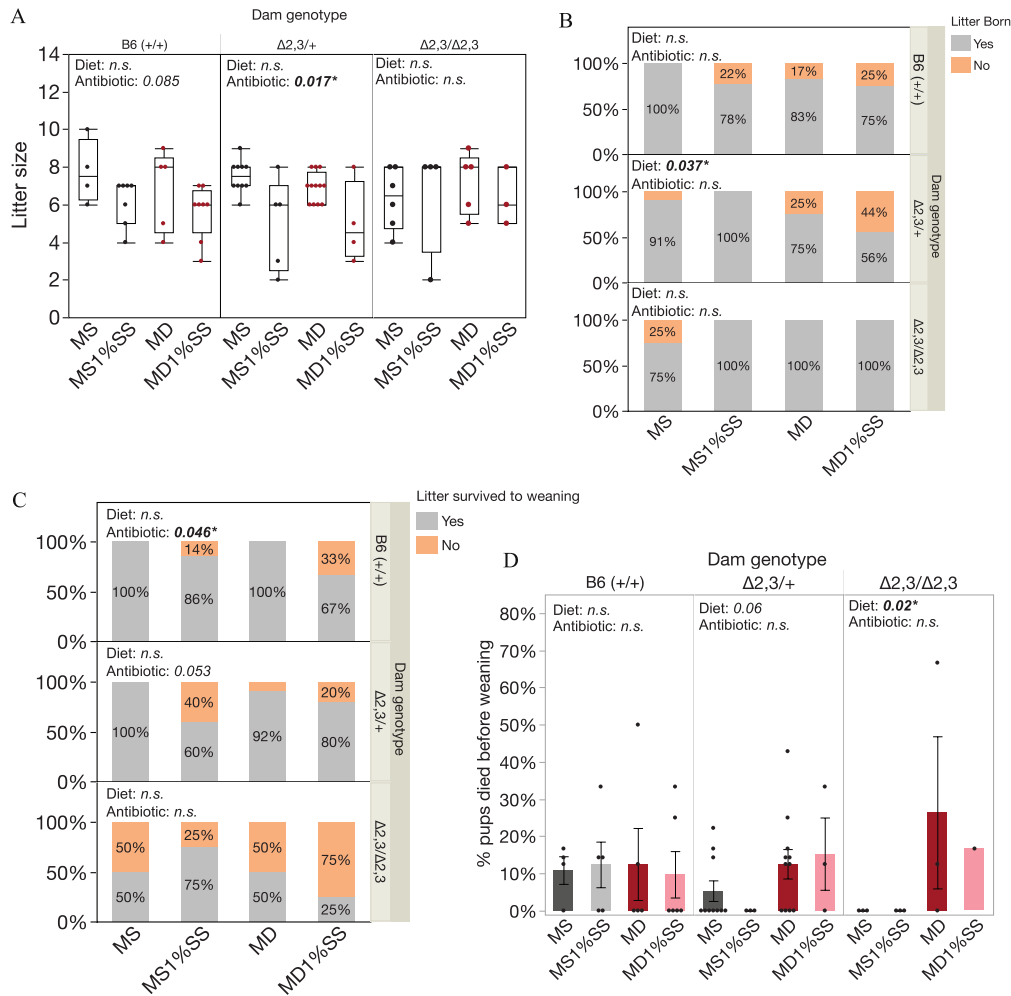 A
Dam genotype
B6 (+/+)
Δ2,3/+
Δ2,3/Δ2,3
Diet: n.s.
Antibiotic: 0.085
Diet: n.s.
Antibiotic: 0.017*
Diet: n.s.
Antibiotic: n.s.
Litter size
14
12
10
8
6
4
2
0
MS
MS1%SS
MD
MD1%SS
MS
MS1%SS
MD
MD1%SS
MS
MS1%SS
MD
MD1%SS
B
Litter Born
Yes
No
Diet: n.s.
Antibiotic: n.s.
100%
50%
0%
100%
22%
78%
17%
83%
25%
75%
B6 (+/+)
Diet: 0.037*
Antibiotic: n.s.
100%
50%
0%
91%
100%
25%
75%
44%
56%
Δ2,3/+
Dam genotype
Diet: n.s.
Antibiotic: n.s.
100%
50%
0%
25%
75%
100%
100%
100%
Δ2,3/Δ2,3
MS
MS1%SS
MD
MD1%SS
C
Litter survived to weaning
Yes
No
Diet: n.s.
Antibiotic: 0.046*
100%
50%
0%
100%
14%
86%
100%
33%
67%
B6 (+/+)
Diet: n.s.
Antibiotic: 0.053
100%
50%
0%
100%
40%
60%
92%
20%
80%
Δ2,3/+
Dam genotype
Diet: n.s.
Antibiotic: n.s.
100%
50%
0%
50%
50%
25%
75%
50%
50%
75%
25%
Δ2,3/Δ2,3
MS
MS1%SS
MD
MD1%SS
D
Dam genotype
B6 (+/+)
Δ2,3/+
Δ2,3/Δ2,3
Diet: n.s.
Antibiotic: n.s.
Diet: 0.06
Antibiotic: n.s.
Diet: 0.02*
Antibiotic: n.s.
% pups died before weaning
80%
70%
60%
50%
40%
30%
20%
10%
0%
MS
MS1%SS
MD
MD1%SS
MS
MS1%SS
MD
MD1%SS
MS
MS1%SS
MD
MD1%SS